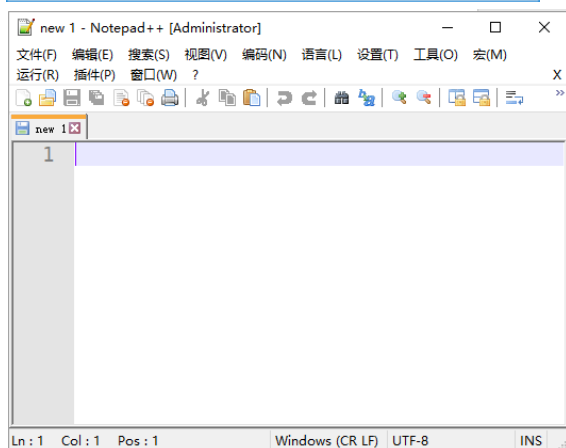 new 1 - Notepad++ [Administrator]
文件(F) 编辑(E) 搜索(S) 视图(V) 编码(N) 语言(L) 设置(T) 工具(O) 宏(M)
运行(R) 插件(P) 窗口(W) ? X
new 1
1
Ln : 1 Col : 1 Pos : 1 Windows (CR LF) UTF-8 INS